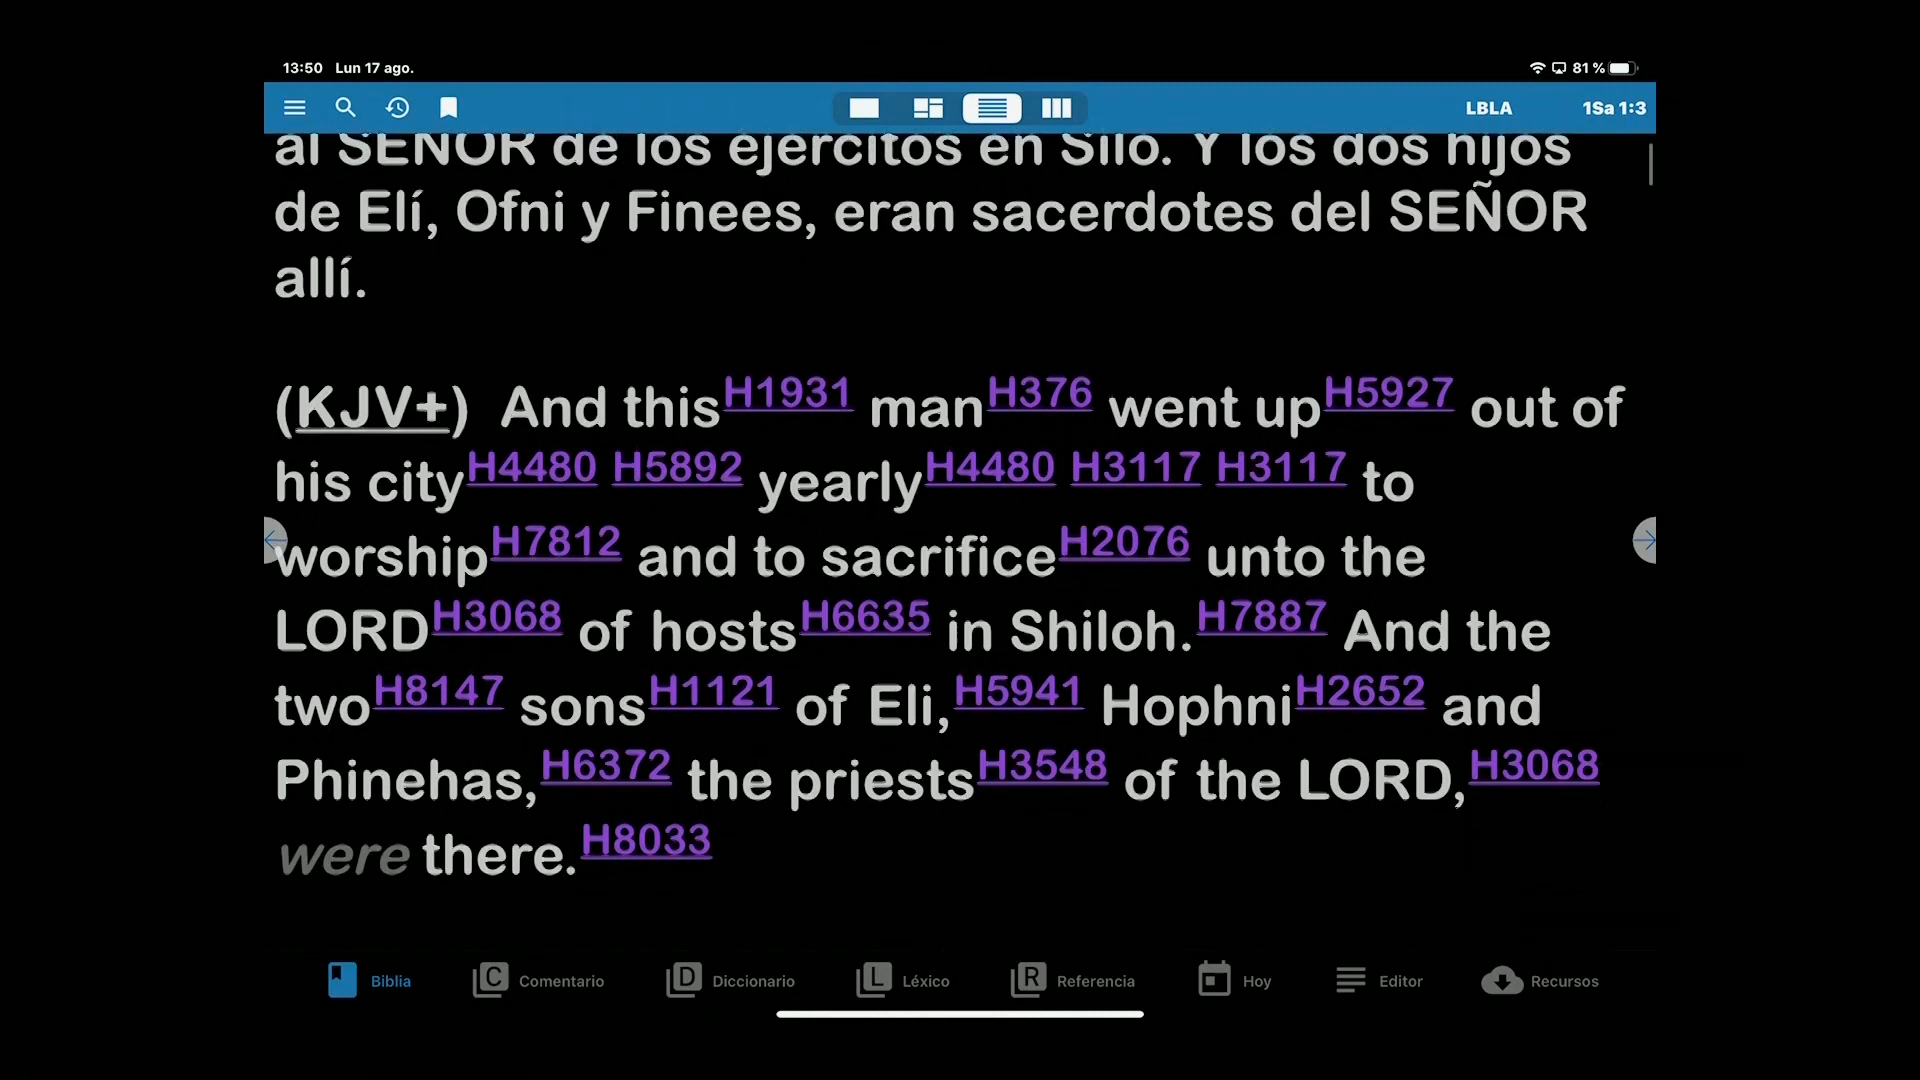 13:50 Lun 17 ago. 81 %
LBLA 1Sa 1:3
al SEÑOR de los ejércitos en Silo. Y los dos hijos
de Elí, Ofni y Finees, eran sacerdotes del SEÑOR
allí.
(KJV+) And thisH1931 manH376 went upH5927 out of
his cityH4480 H5892 yearlyH4480 H3117 H3117 to
worshipH7812 and to sacrificeH2076 unto the
LORDH3068 of hostsH6635 in Shiloh.H7887 And the
twoH8147 sonsH1121 of Eli,H5941 HophniH2652 and
Phinehas,H6372 the priestsH3548 of the LORD,H3068
were there.H8033
Biblia C Comentario D Diccionario L Léxico R Referencia Hoy Editor Recursos